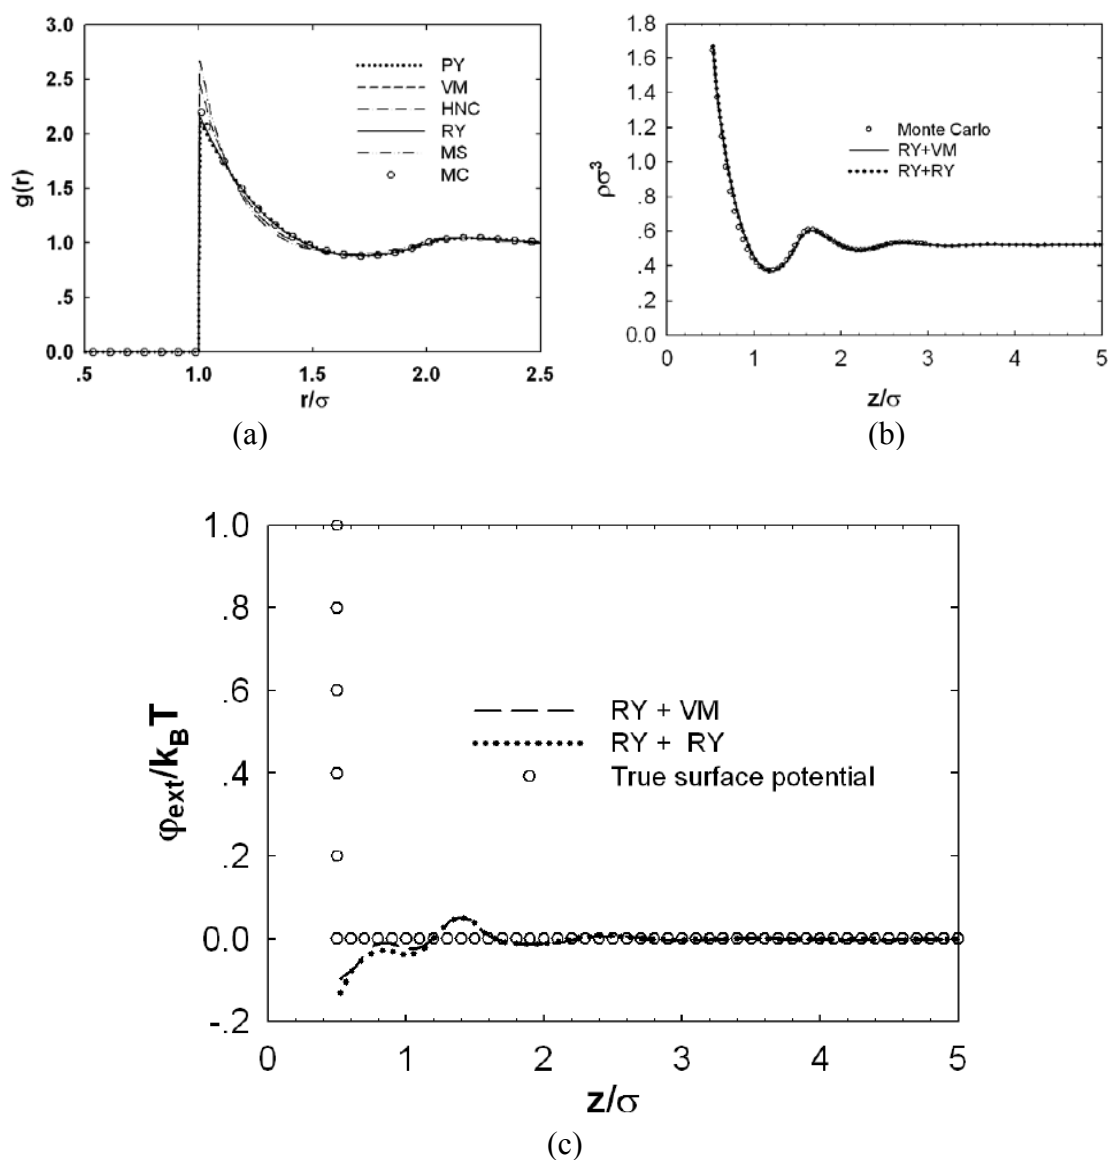 3.0
2.5
2.0
1.5
1.0
.5
0.0
g(r)
PY
VM
HNC
RY
MS
MC
.5 1.0 1.5 2.0 2.5
r/σ
(a)
1.8
1.6
1.4
1.2
1.0
.8
.6
.4
.2
0.0
ρσ³
Monte Carlo
RY+VM
RY+RY
0 1 2 3 4 5
z/σ
(b)
1.0
.8
.6
.4
.2
0.0
-.2
φext/kBT
RY + VM
RY + RY
True surface potential
0 1 2 3 4 5
z/σ
(c)